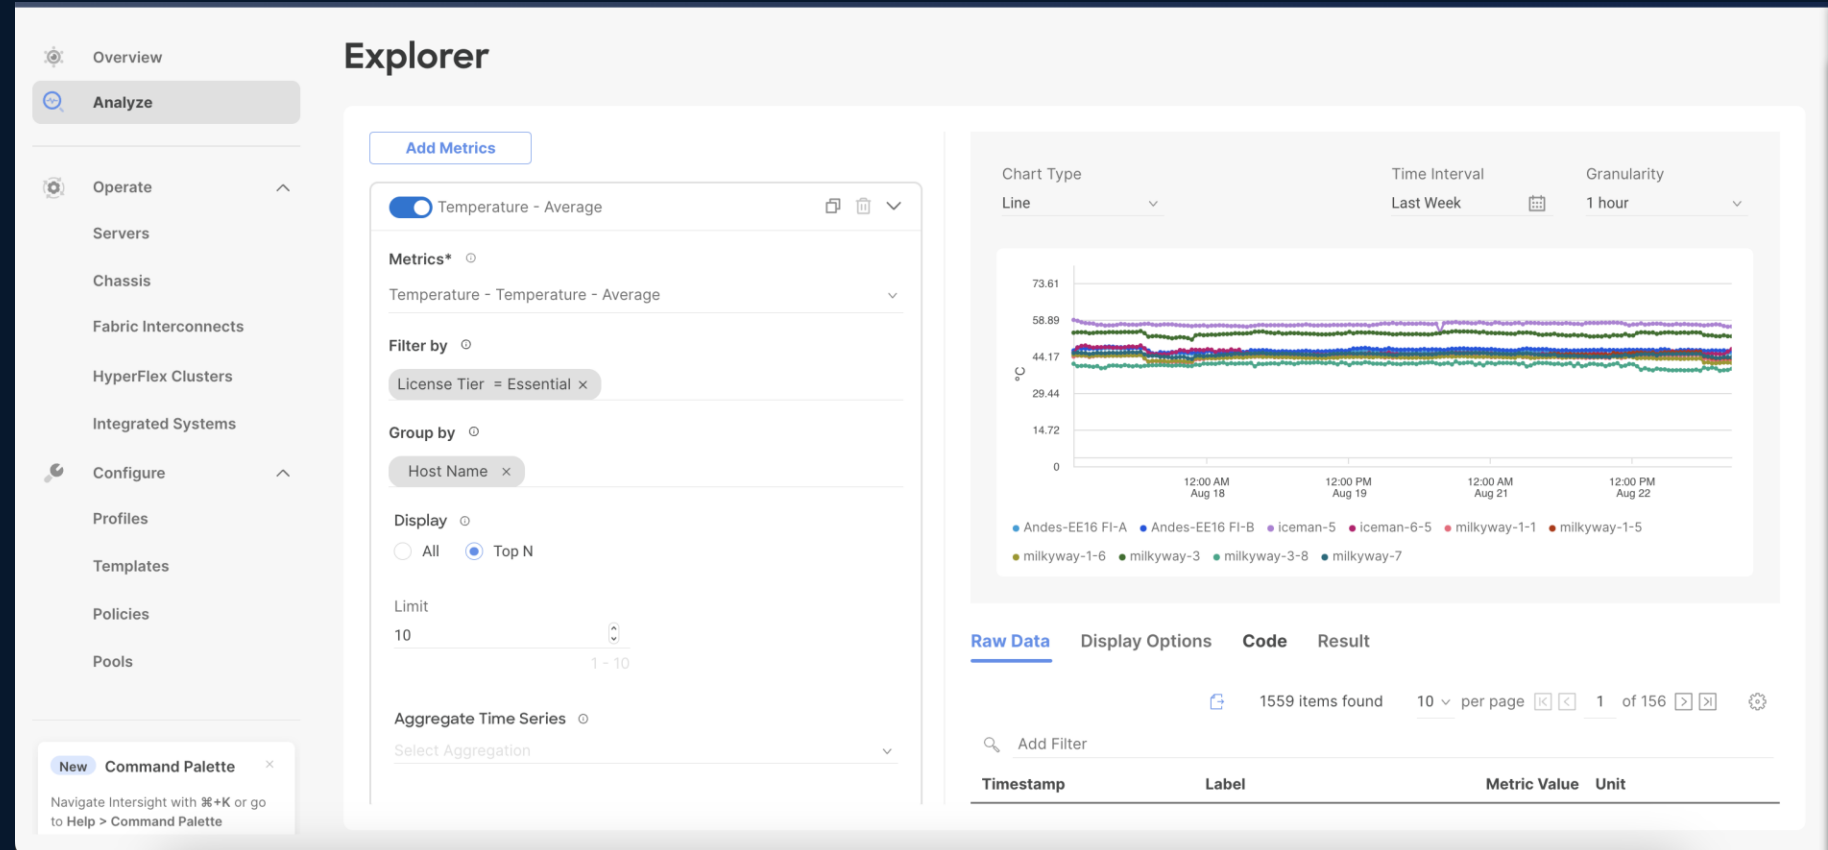 Overview
Analyze
Operate
Servers
Chassis
Fabric Interconnects
HyperFlex Clusters
Integrated Systems
Configure
Profiles
Templates
Policies
Pools
New Command Palette
Navigate Intersight with ⌘+K or go
to Help > Command Palette
Explorer
Add Metrics
Temperature - Average
Metrics*
Temperature - Temperature - Average
Filter by
License Tier = Essential ×
Group by
Host Name ×
Display
All Top N
Limit
10
1 - 10
Aggregate Time Series
Select Aggregation
Chart Type Time Interval Granularity
Line Last Week 1 hour
73.61
58.89
44.17
29.44
14.72
0
°C
12:00 AM 12:00 PM 12:00 AM 12:00 PM
Aug 18 Aug 19 Aug 21 Aug 22
Andes-EE16 FI-A Andes-EE16 FI-B iceman-5 iceman-6-5 milkyway-1-1 milkyway-1-5
milkyway-1-6 milkyway-3 milkyway-3-8 milkyway-7
Raw Data Display Options Code Result
1559 items found 10 per page 1 of 156
Add Filter
Timestamp Label Metric Value Unit